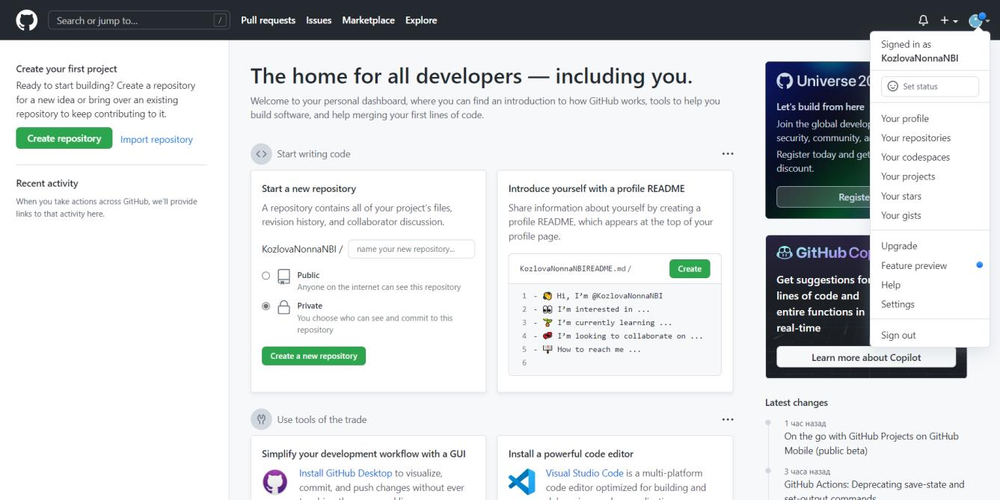 Search or jump to...
/
Pull requests
Issues
Marketplace
Explore
Create your first project
Ready to start building? Create a repository
for a new idea or bring over an existing
repository to keep contributing to it.
Create repository
Import repository
Recent activity
When you take actions across GitHub, we'll provide
links to that activity here.
The home for all developers — including you.
Welcome to your personal dashboard, where you can find an introduction to how GitHub works, tools to help you
build software, and help merging your first lines of code.
Start writing code
Start a new repository
A repository contains all of your project's files,
revision history, and collaborator discussion.
KozlovaNonnaNBI /
name your new repository...
Public
Anyone on the internet can see this repository
Private
You choose who can see and commit to this
repository
Create a new repository
Introduce yourself with a profile README
Share information about yourself by creating a
profile README, which appears at the top of your
profile page.
KozlovaNonnaNBIREADME.md /
Create
1 - 👋 Hi, I'm @KozlovaNonnaNBI
2 - 👀 I'm interested in ...
3 - 🌱 I'm currently learning ...
4 - 💞️ I'm looking to collaborate on ...
5 - 📫 How to reach me ...
6
Use tools of the trade
Simplify your development workflow with a GUI
Install GitHub Desktop to visualize,
commit, and push changes without ever
Install a powerful code editor
Visual Studio Code is a multi-platform
code editor optimized for building and
Universe 20
Let's build from here
Join the global develop
security, community, a
Register today and get
discount.
Registe
GitHub Cop
Get suggestions for
lines of code and
entire functions in
real-time
Learn more about Copilot
Latest changes
1 час назад
On the go with GitHub Projects on GitHub
Mobile (public beta)
3 часа назад
GitHub Actions: Deprecating save-state and
set-output commands
Signed in as
KozlovaNonnaNBI
Set status
Your profile
Your repositories
Your codespaces
Your projects
Your stars
Your gists
Upgrade
Feature preview
Help
Settings
Sign out